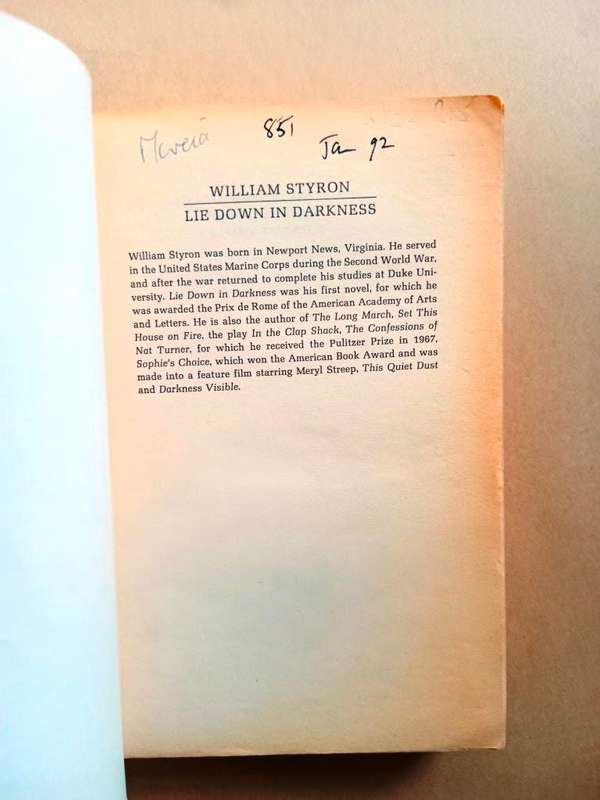 851
Ja 92
WILLIAM STYRON
LIE DOWN IN DARKNESS
William Styron was born in Newport News, Virginia. He served
in the United States Marine Corps during the Second World War,
and after the war returned to complete his studies at Duke Uni-
versity. Lie Down in Darkness was his first novel, for which he
was awarded the Prix de Rome of the American Academy of Arts
and Letters. He is also the author of The Long March, Set This
House on Fire, the play In the Clap Shack, The Confessions of
Nat Turner, for which he received the Pulitzer Prize in 1967,
Sophie's Choice, which won the American Book Award and was
made into a feature film starring Meryl Streep, This Quiet Dust
and Darkness Visible.